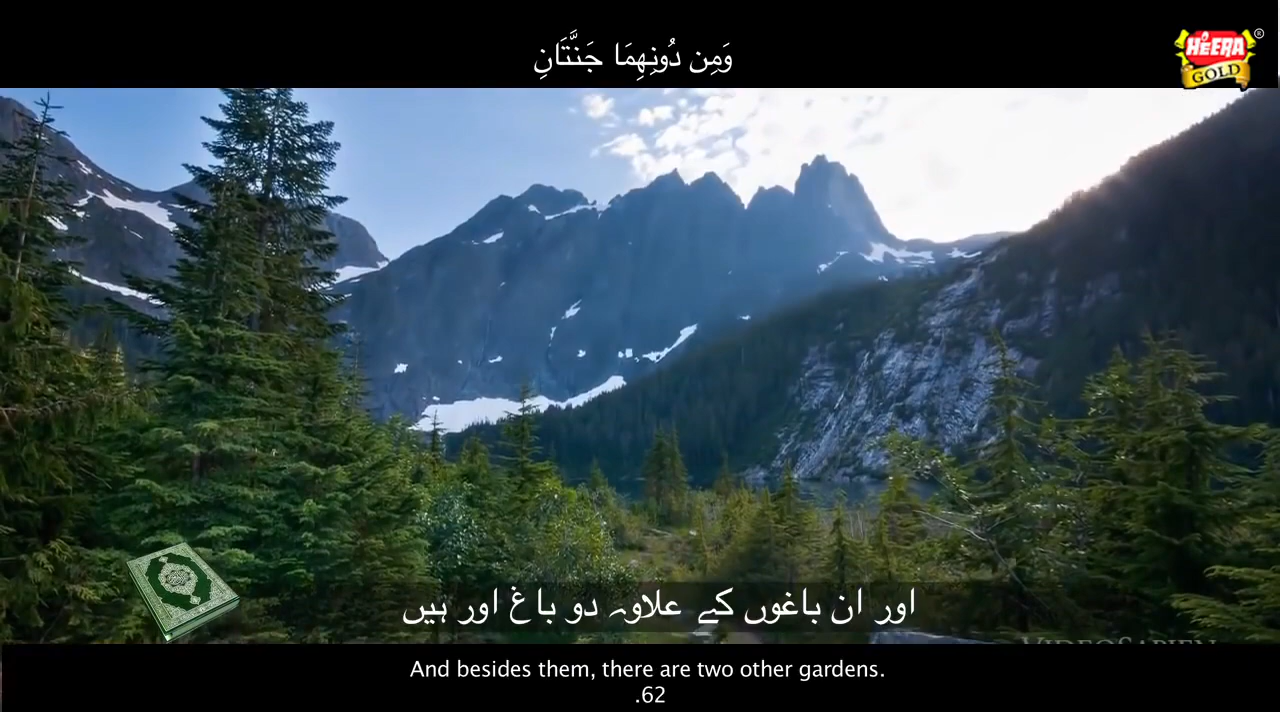 وَمِن دُونِهِمَا جَنَّتَانِ
HEERA
GOLD
®
اور ان باغوں کے علاوہ دو باغ اور ہیں
VIDEOSAPIEN
And besides them, there are two other gardens.
.62